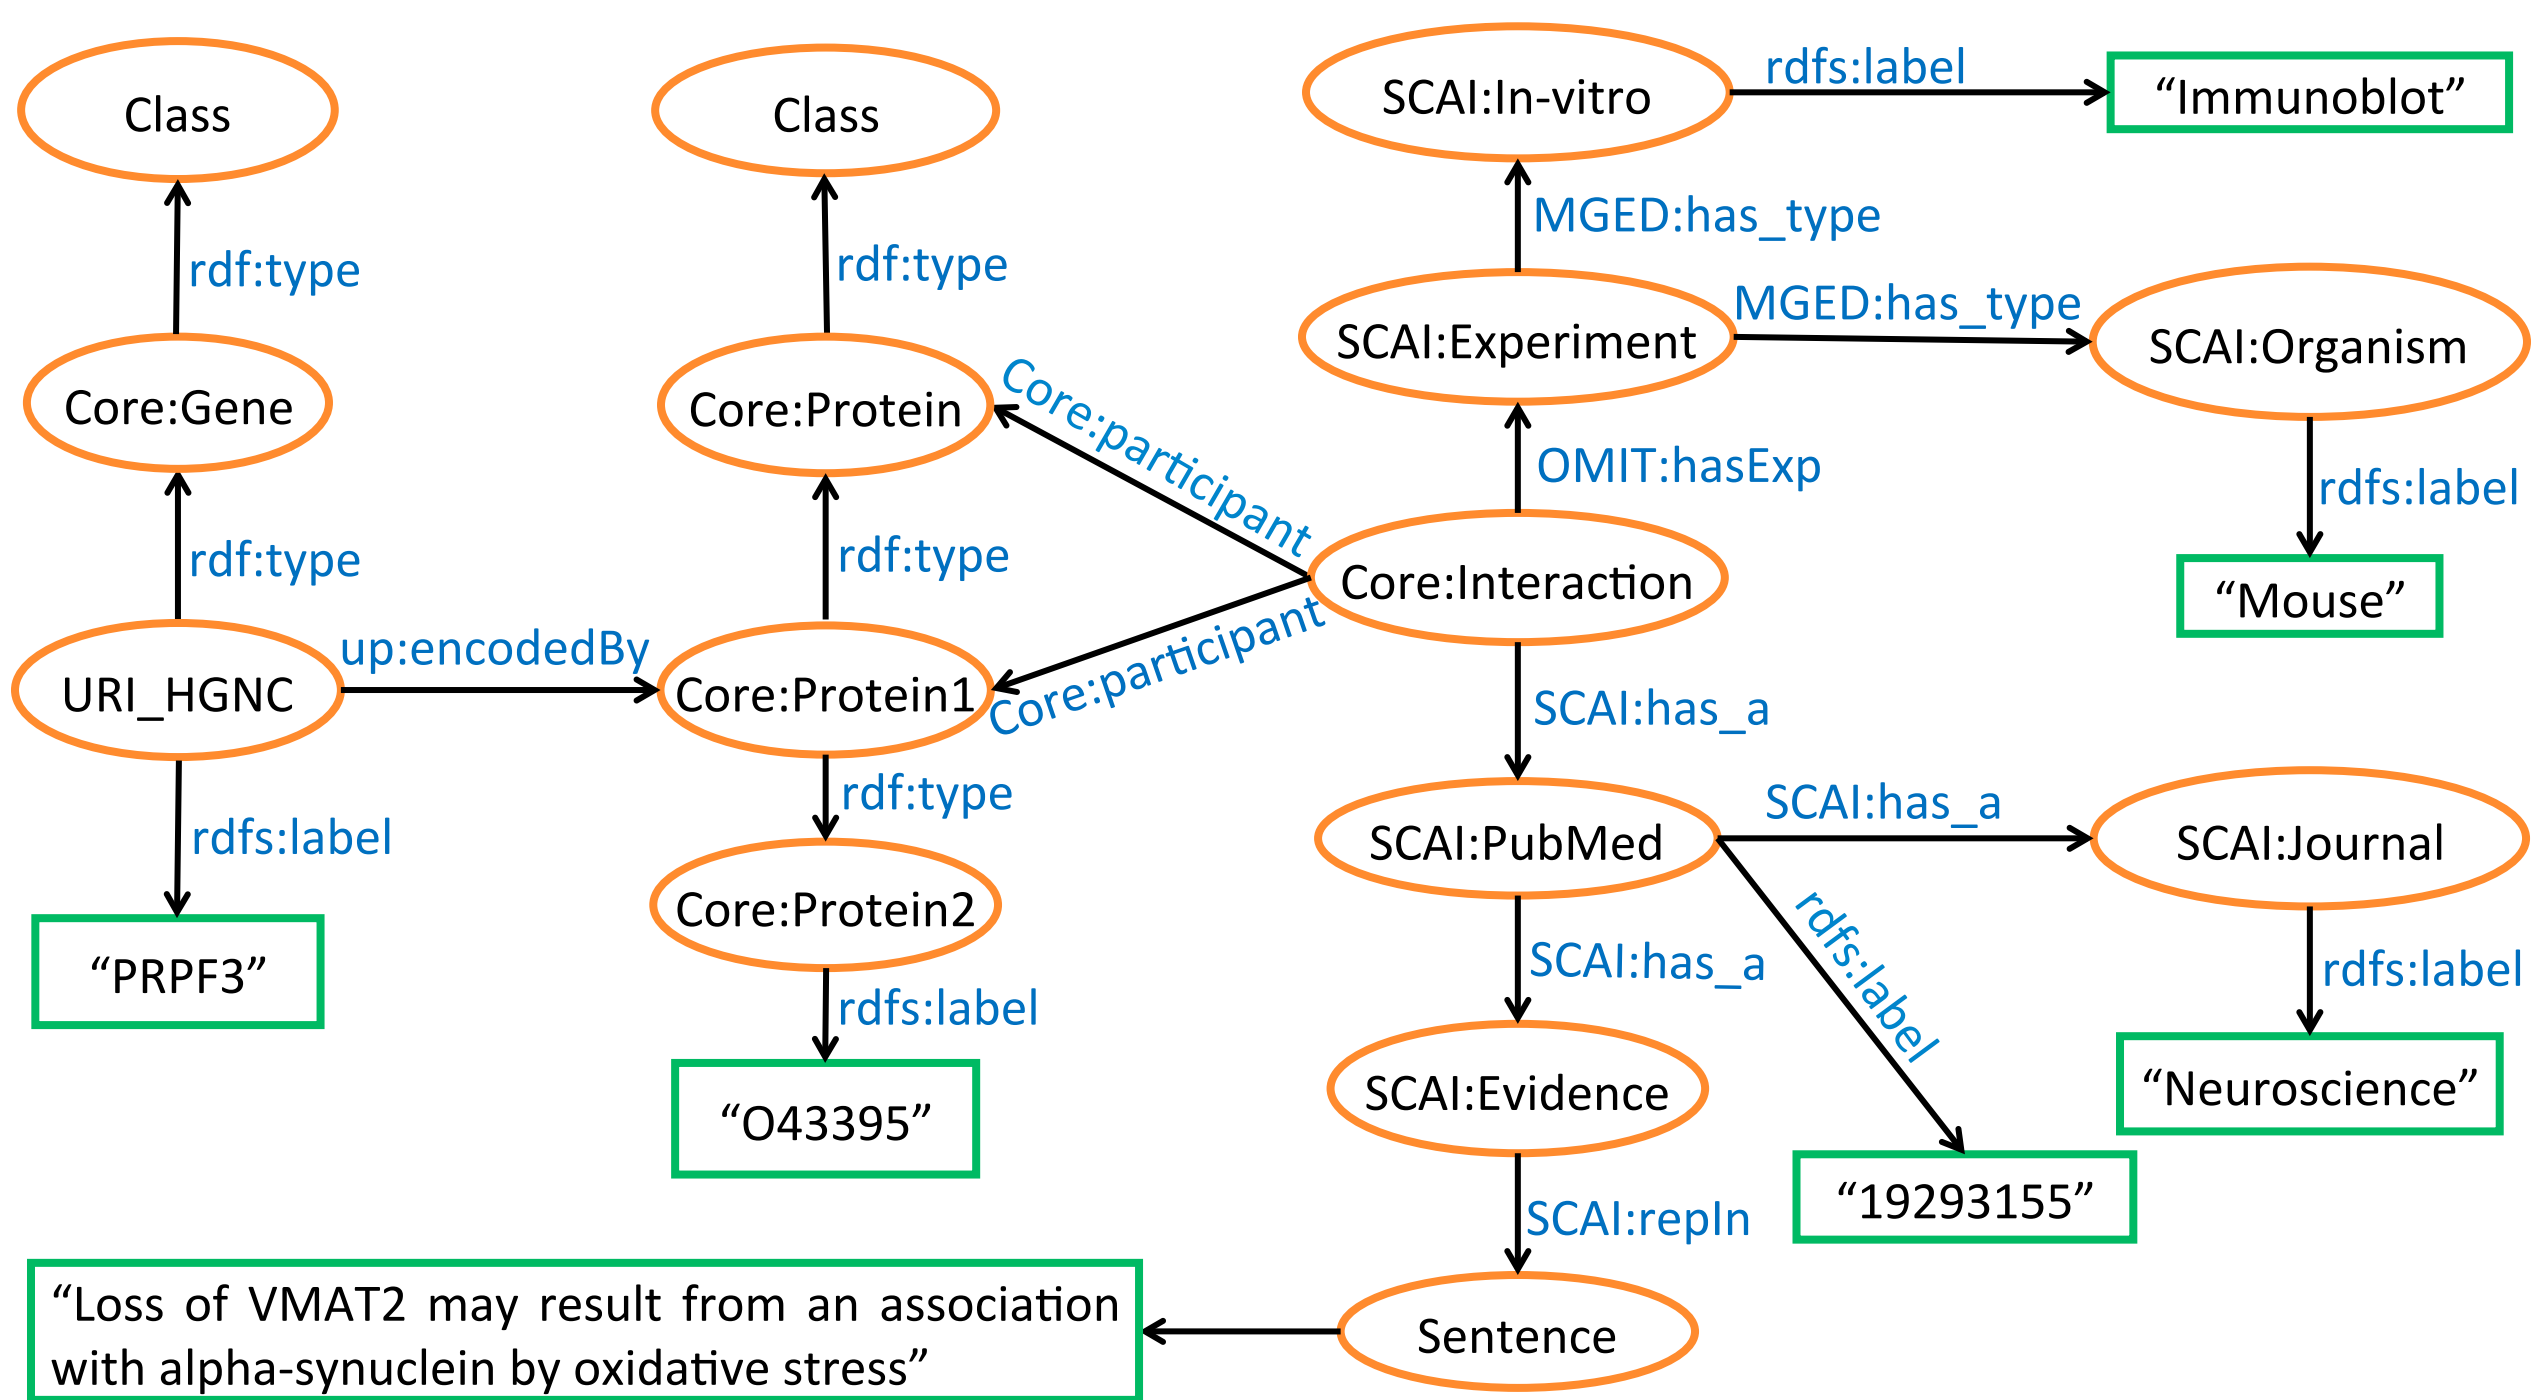 Class
Class
SCAI:In-vitro
rdfs:label
“Immunoblot”
rdf:type
rdf:type
MGED:has_type
Core:Gene
Core:Protein
Core:participant
SCAI:Experiment
MGED:has_type
SCAI:Organism
rdf:type
rdf:type
OMIT:hasExp
rdfs:label
Core:Interaction
“Mouse”
URI_HGNC
up:encodedBy
Core:Protein1
Core:participant
SCAI:has_a
rdfs:label
rdf:type
SCAI:PubMed
SCAI:has_a
SCAI:Journal
“PRPF3”
Core:Protein2
SCAI:has_a
rdfs:label
rdfs:label
rdfs:label
“O43395”
SCAI:Evidence
“Neuroscience”
SCAI:repIn
“19293155”
“Loss of VMAT2 may result from an association
with alpha-synuclein by oxidative stress”
Sentence